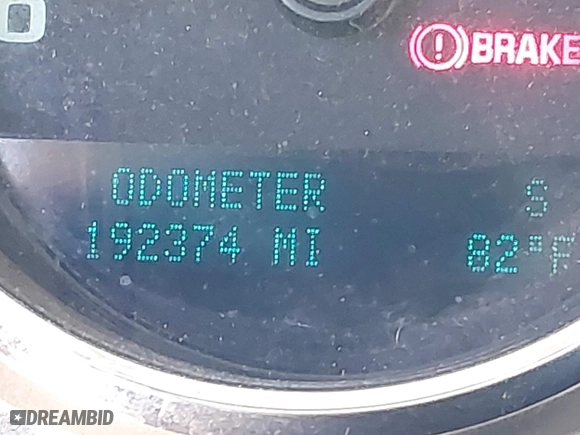 BRAKE
ODOMETER S
192374 MI 82°F
DREAMBID